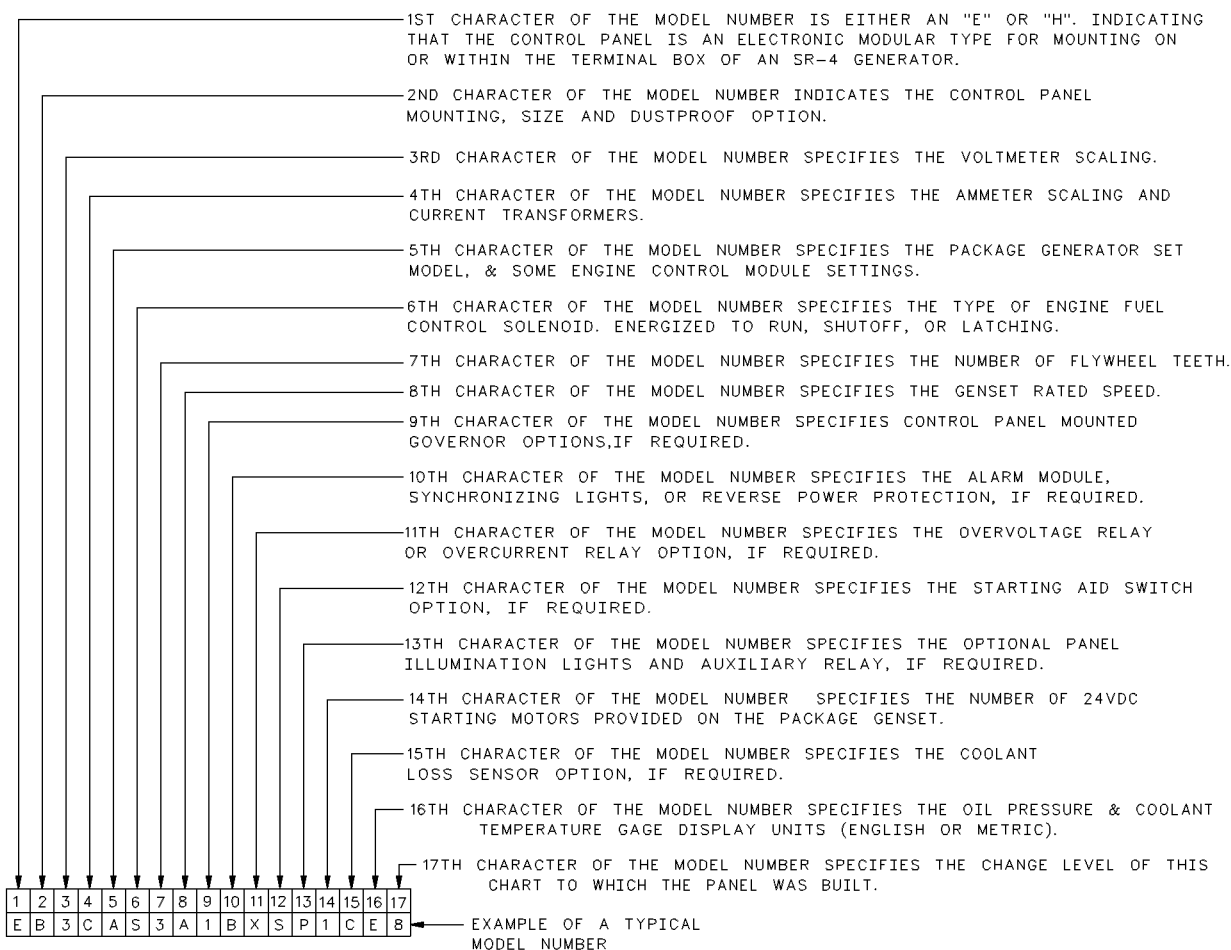 1ST CHARACTER OF THE MODEL NUMBER IS EITHER AN "E" OR "H". INDICATING
THAT THE CONTROL PANEL IS AN ELECTRONIC MODULAR TYPE FOR MOUNTING ON
OR WITHIN THE TERMINAL BOX OF AN SR-4 GENERATOR.
2ND CHARACTER OF THE MODEL NUMBER INDICATES THE CONTROL PANEL
MOUNTING, SIZE AND DUSTPROOF OPTION.
3RD CHARACTER OF THE MODEL NUMBER SPECIFIES THE VOLTMETER SCALING.
4TH CHARACTER OF THE MODEL NUMBER SPECIFIES THE AMMETER SCALING AND
CURRENT TRANSFORMERS.
5TH CHARACTER OF THE MODEL NUMBER SPECIFIES THE PACKAGE GENERATOR SET
MODEL, & SOME ENGINE CONTROL MODULE SETTINGS.
6TH CHARACTER OF THE MODEL NUMBER SPECIFIES THE TYPE OF ENGINE FUEL
CONTROL SOLENOID. ENERGIZED TO RUN, SHUTOFF, OR LATCHING.
7TH CHARACTER OF THE MODEL NUMBER SPECIFIES THE NUMBER OF FLYWHEEL TEETH.
8TH CHARACTER OF THE MODEL NUMBER SPECIFIES THE GENSET RATED SPEED.
9TH CHARACTER OF THE MODEL NUMBER SPECIFIES CONTROL PANEL MOUNTED
GOVERNOR OPTIONS,IF REQUIRED.
10TH CHARACTER OF THE MODEL NUMBER SPECIFIES THE ALARM MODULE,
SYNCHRONIZING LIGHTS, OR REVERSE POWER PROTECTION, IF REQUIRED.
11TH CHARACTER OF THE MODEL NUMBER SPECIFIES THE OVERVOLTAGE RELAY
OR OVERCURRENT RELAY OPTION, IF REQUIRED.
12TH CHARACTER OF THE MODEL NUMBER SPECIFIES THE STARTING AID SWITCH
OPTION, IF REQUIRED.
13TH CHARACTER OF THE MODEL NUMBER SPECIFIES THE OPTIONAL PANEL
ILLUMINATION LIGHTS AND AUXILIARY RELAY, IF REQUIRED.
14TH CHARACTER OF THE MODEL NUMBER SPECIFIES THE NUMBER OF 24VDC
STARTING MOTORS PROVIDED ON THE PACKAGE GENSET.
15TH CHARACTER OF THE MODEL NUMBER SPECIFIES THE COOLANT
LOSS SENSOR OPTION, IF REQUIRED.
16TH CHARACTER OF THE MODEL NUMBER SPECIFIES THE OIL PRESSURE & COOLANT
TEMPERATURE GAGE DISPLAY UNITS (ENGLISH OR METRIC).
17TH CHARACTER OF THE MODEL NUMBER SPECIFIES THE CHANGE LEVEL OF THIS
CHART TO WHICH THE PANEL WAS BUILT.
1 2 3 4 5 6 7 8 9 10 11 12 13 14 15 16 17
E B 3 C A S 3 A 1 B X S P 1 C E 8
EXAMPLE OF A TYPICAL
MODEL NUMBER